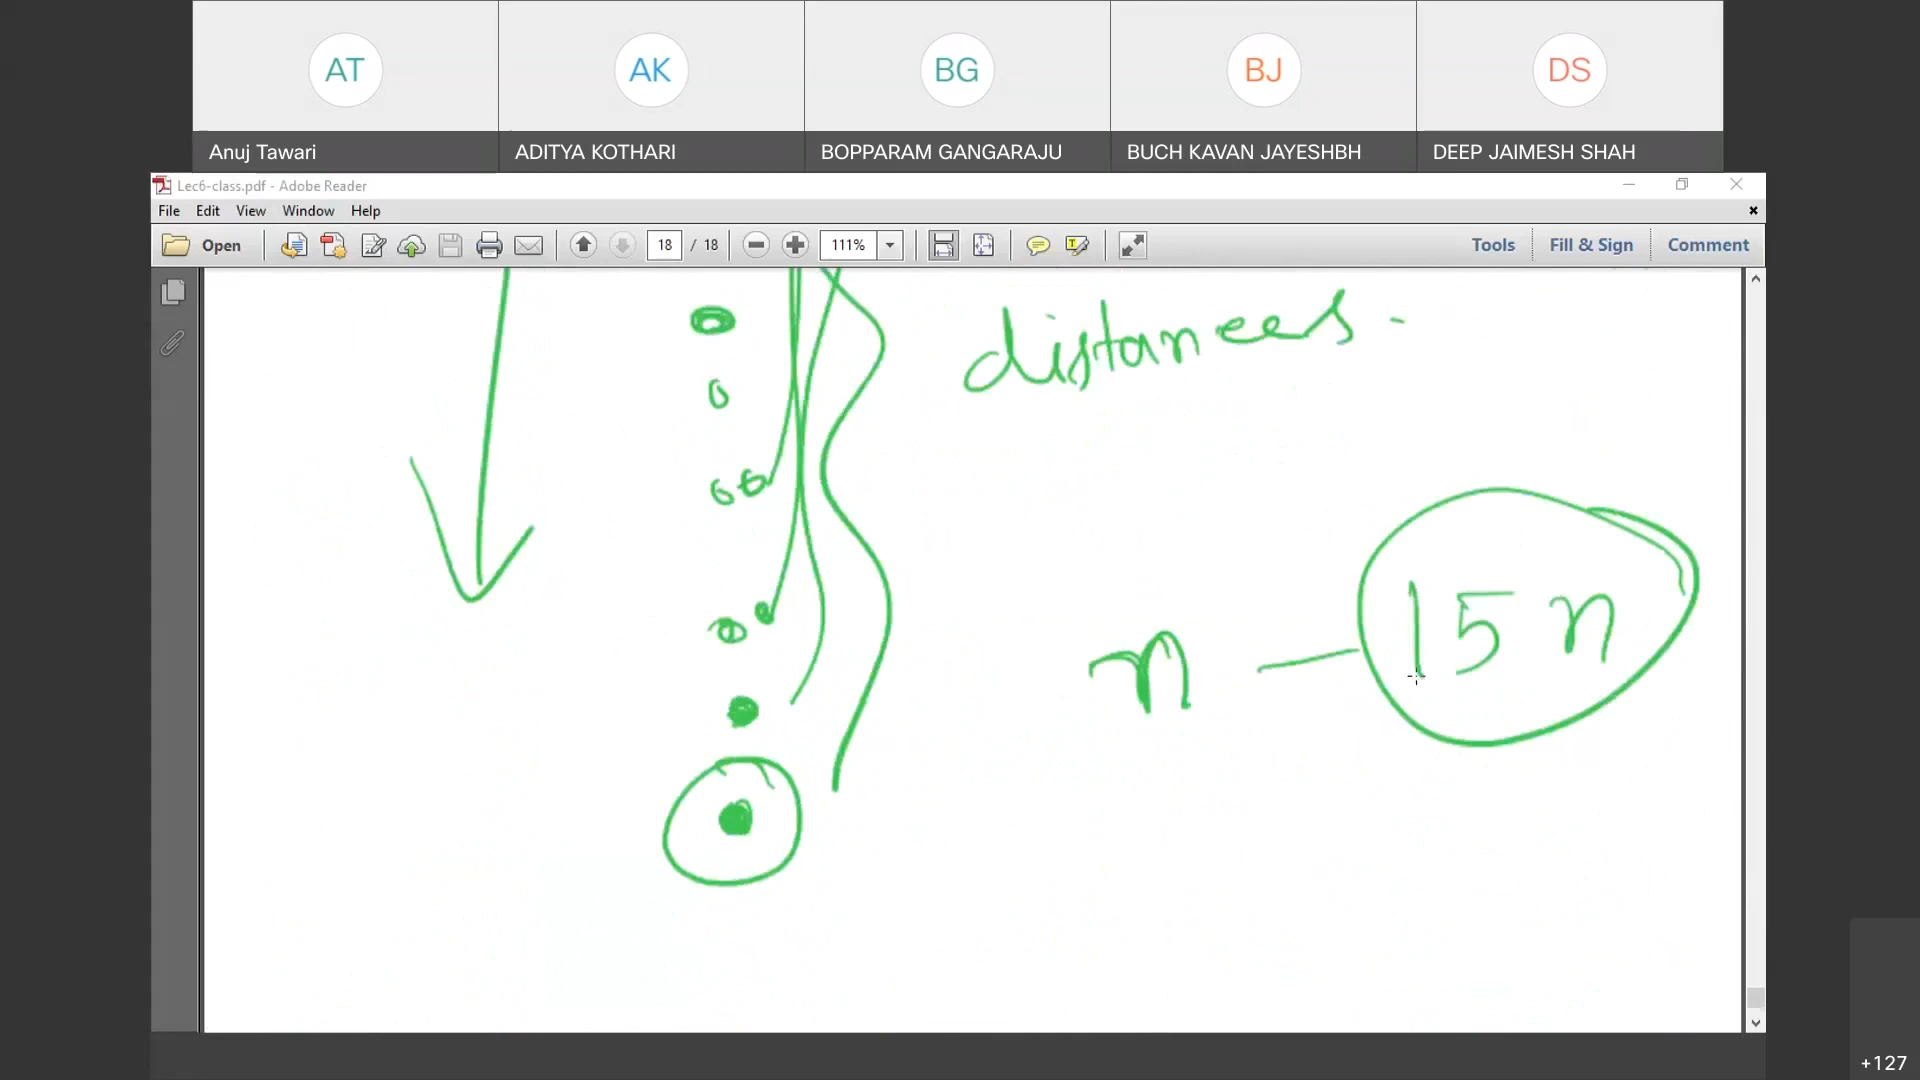 AT AK BG BJ DS
Anuj Tawari ADITYA KOTHARI BOPPARAM GANGARAJU BUCH KAVAN JAYESHBH DEEP JAIMESH SHAH
Lec6-class.pdf - Adobe Reader
File Edit View Window Help
Open 18 / 18 111% Tools Fill & Sign Comment
distances.
n — 15 n
+127